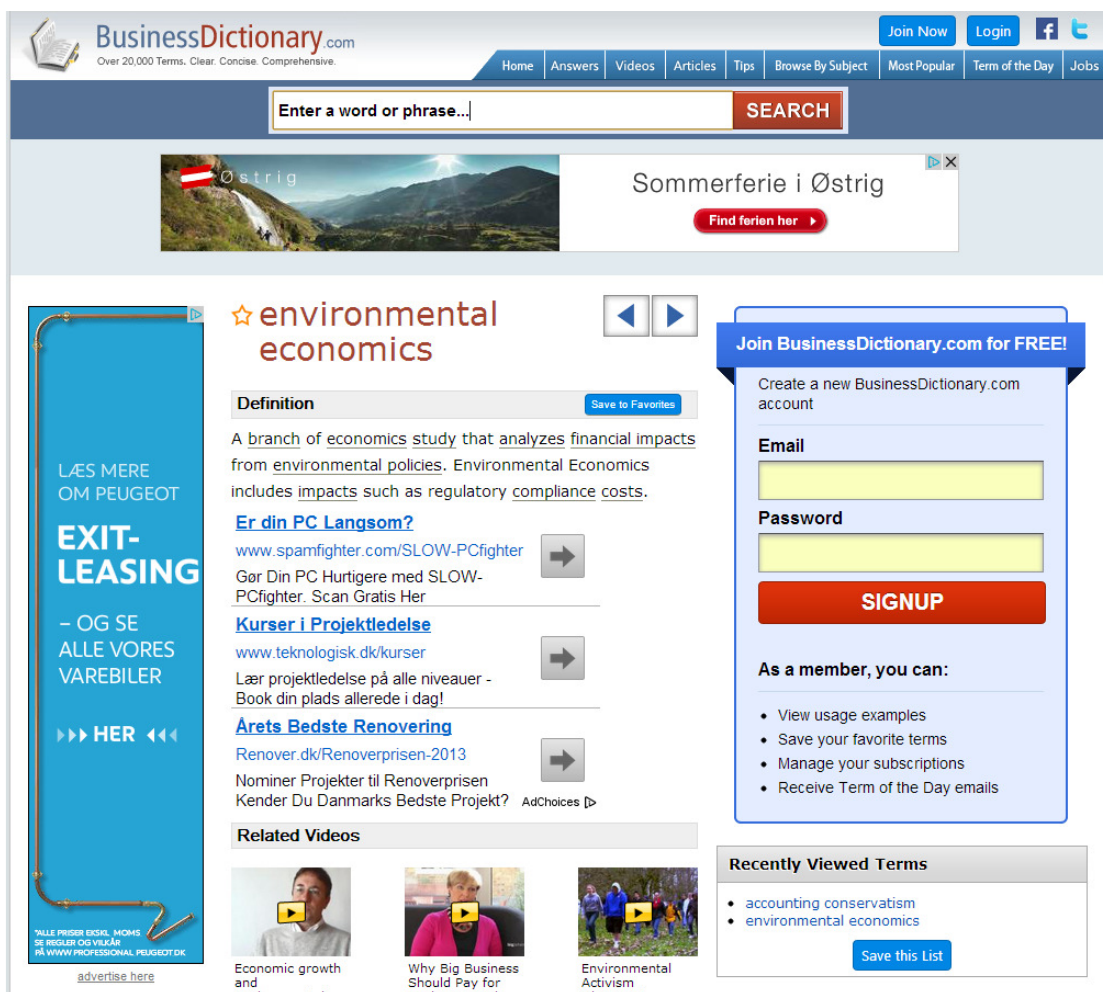 BusinessDictionary.com
Over 20,000 Terms. Clear. Concise. Comprehensive.
Join Now
Login
Home
Answers
Videos
Articles
Tips
Browse By Subject
Most Popular
Term of the Day
Jobs
Enter a word or phrase...
SEARCH
Østrig
Sommerferie i Østrig
Find ferien her
LÆS MERE
OM PEUGEOT
EXIT-
LEASING
– OG SE
ALLE VORES
VAREBILER
HER
*ALLE PRISER EKSKL. MOMS
SE REGLER OG VILKÅR
PÅ WWW.PROFESSIONAL.PEUGEOT.DK
advertise here
environmental
economics
Definition
Save to Favorites
A branch of economics study that analyzes financial impacts
from environmental policies. Environmental Economics
includes impacts such as regulatory compliance costs.
Er din PC Langsom?
www.spamfighter.com/SLOW-PCfighter
Gør Din PC Hurtigere med SLOW-
PCfighter. Scan Gratis Her
Kurser i Projektledelse
www.teknologisk.dk/kurser
Lær projektledelse på alle niveauer -
Book din plads allerede i dag!
Årets Bedste Renovering
Renover.dk/Renoverprisen-2013
Nominer Projekter til Renoverprisen
Kender Du Danmarks Bedste Projekt?
AdChoices
Related Videos
Economic growth
and
Why Big Business
Should Pay for
Environmental
Activism
Join BusinessDictionary.com for FREE!
Create a new BusinessDictionary.com
account
Email
Password
SIGNUP
As a member, you can:
• View usage examples
• Save your favorite terms
• Manage your subscriptions
• Receive Term of the Day emails
Recently Viewed Terms
• accounting conservatism
• environmental economics
Save this List